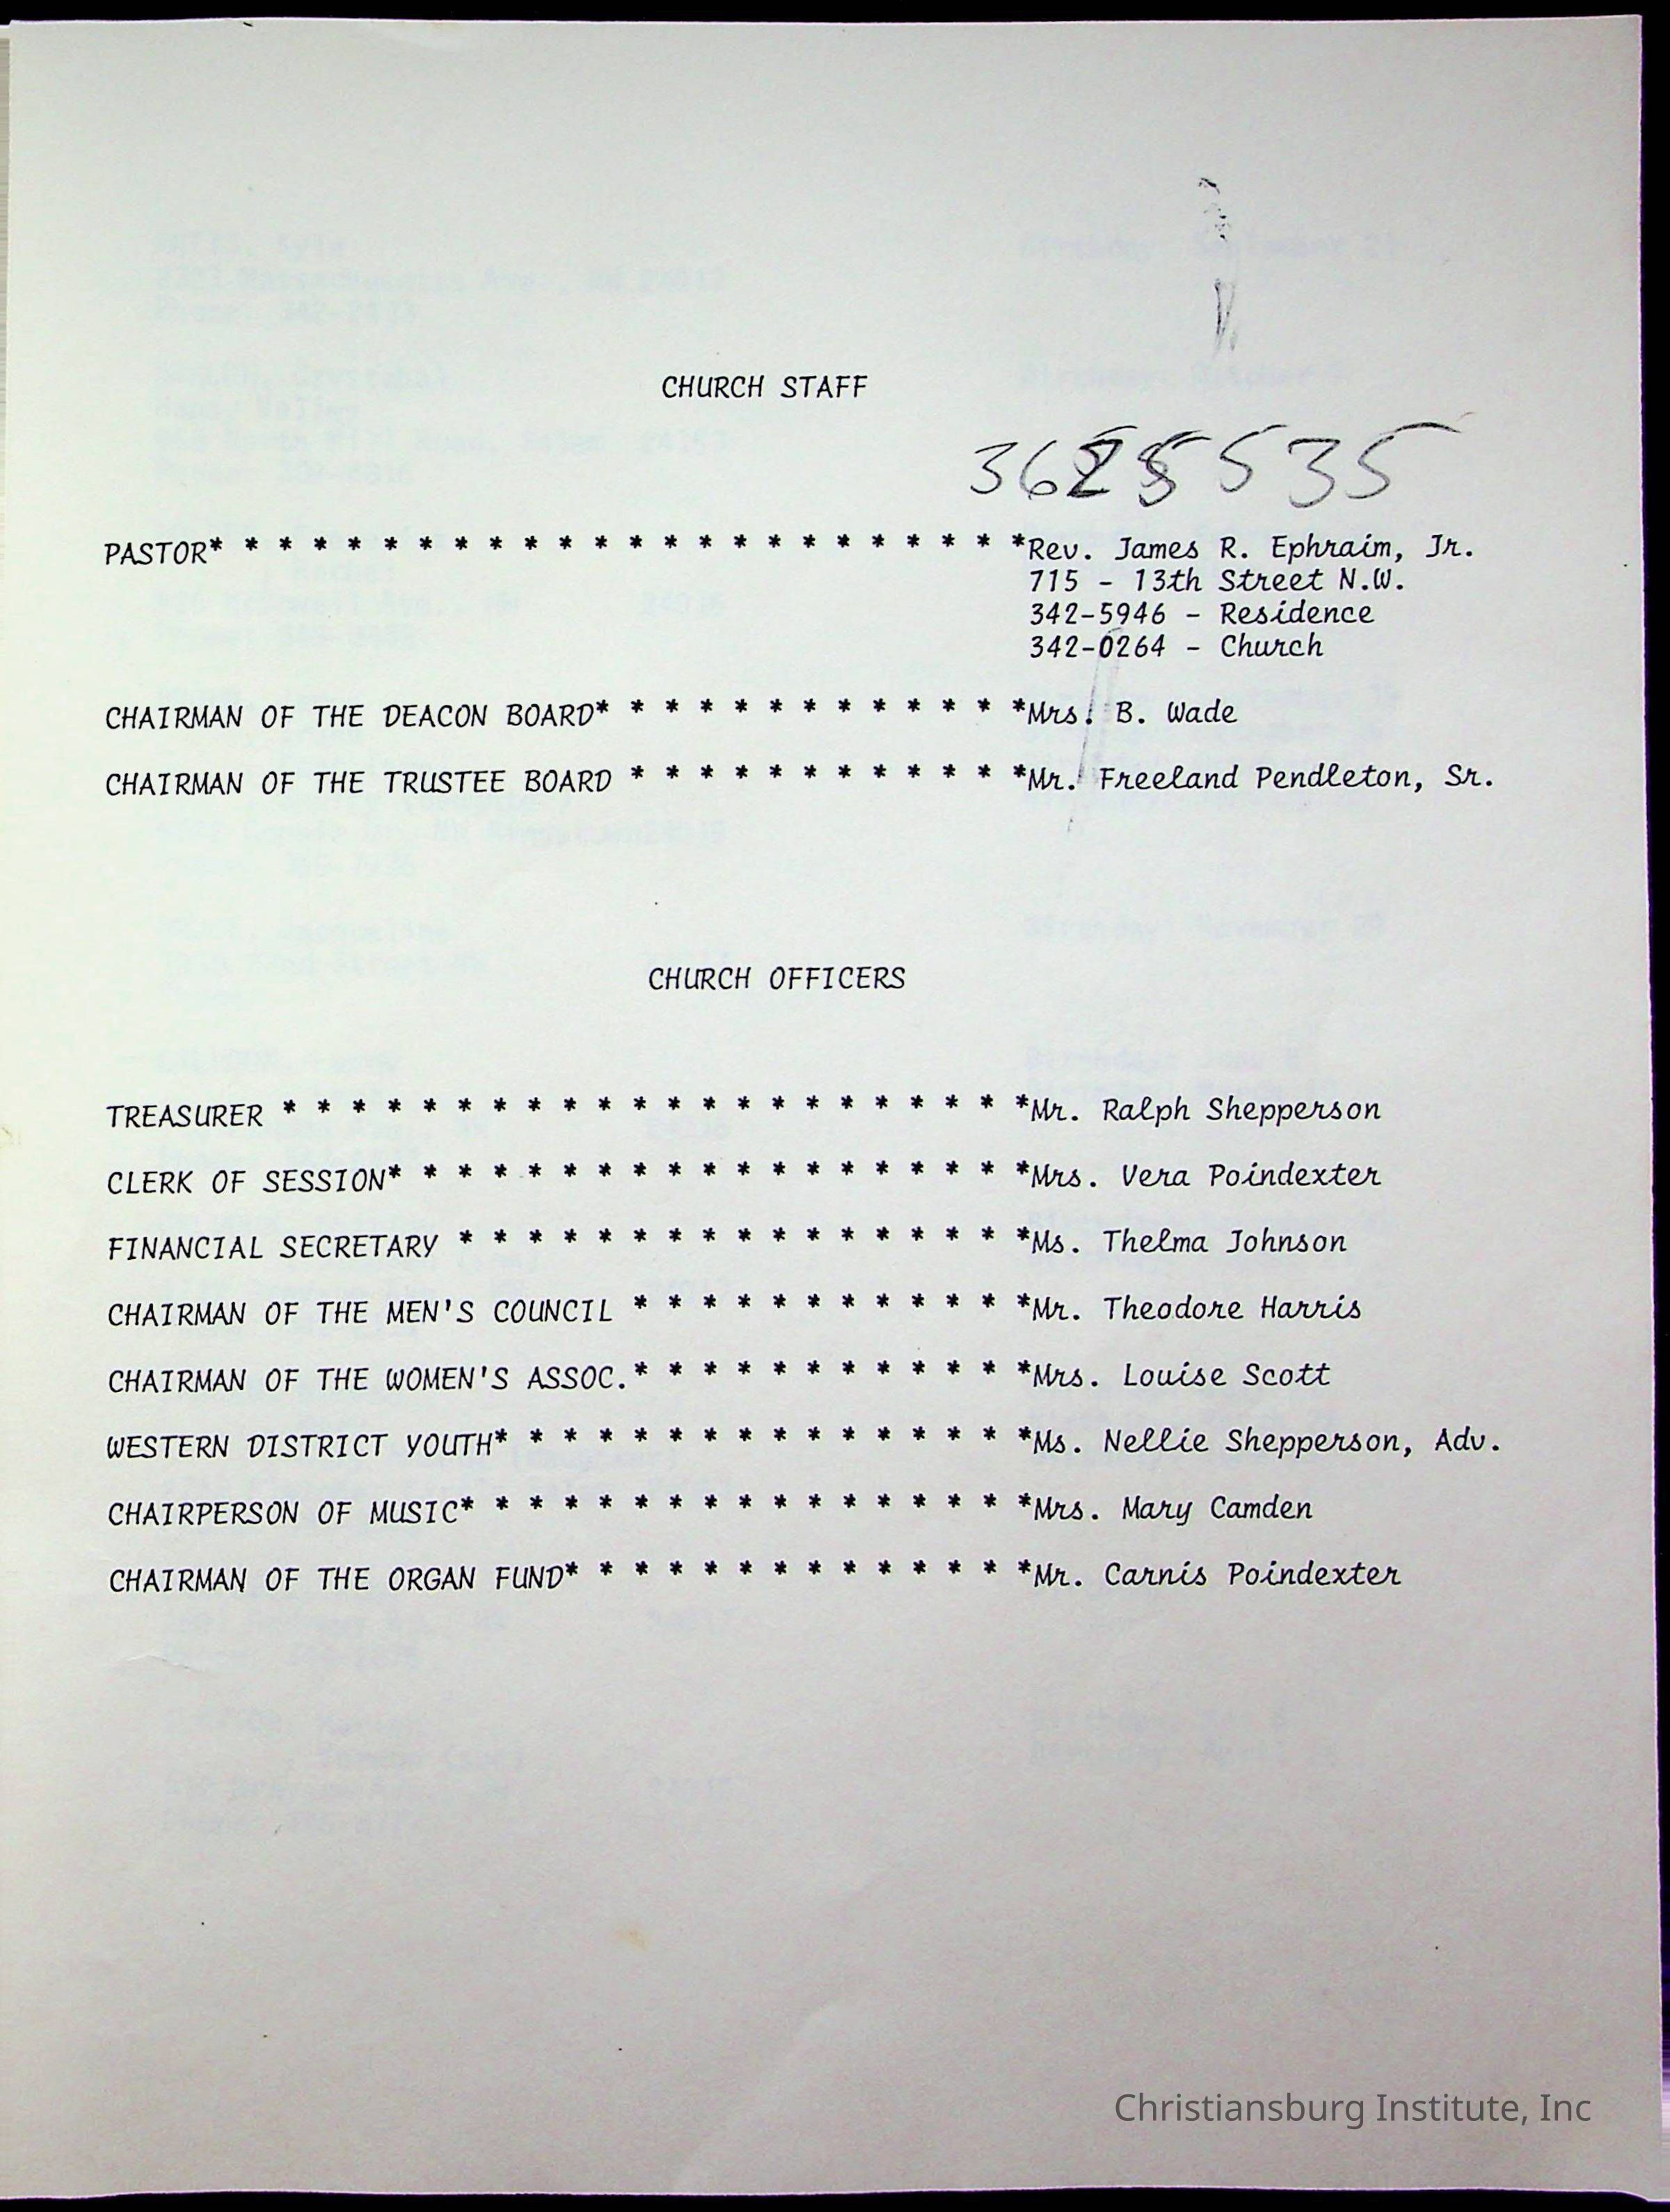 CHURCH STAFF
PASTOR* * * * * * * * * * * * * * * * * * * * * * * *Rev. James R. Ephraim, Jr.
715 - 13th Street N.W.
342-5946 - Residence
342-0264 - Church
CHAIRMAN OF THE DEACON BOARD* * * * * * * * * * * * *Mrs. B. Wade
CHAIRMAN OF THE TRUSTEE BOARD * * * * * * * * * * * *Mr. Freeland Pendleton, Sr.
CHURCH OFFICERS
TREASURER * * * * * * * * * * * * * * * * * * * * * *Mr. Ralph Shepperson
CLERK OF SESSION* * * * * * * * * * * * * * * * * * *Mrs. Vera Poindexter
FINANCIAL SECRETARY * * * * * * * * * * * * * * * * *Ms. Thelma Johnson
CHAIRMAN OF THE MEN'S COUNCIL * * * * * * * * * * * *Mr. Theodore Harris
CHAIRMAN OF THE WOMEN'S ASSOC.* * * * * * * * * * * *Mrs. Louise Scott
WESTERN DISTRICT YOUTH* * * * * * * * * * * * * * * *Ms. Nellie Shepperson, Adv.
CHAIRPERSON OF MUSIC* * * * * * * * * * * * * * * * *Mrs. Mary Camden
CHAIRMAN OF THE ORGAN FUND* * * * * * * * * * * * * *Mr. Carnis Poindexter
Christiansburg Institute, Inc